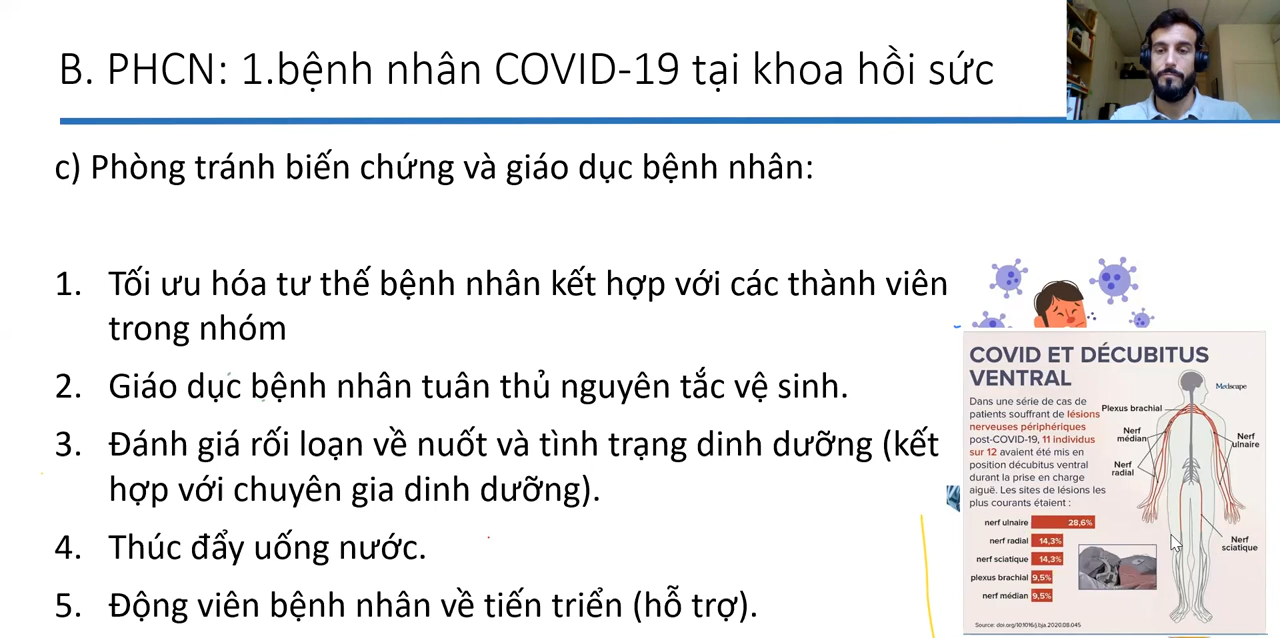 B. PHCN: 1.bệnh nhân COVID-19 tại khoa hồi sức
c) Phòng tránh biến chứng và giáo dục bệnh nhân:
1. Tối ưu hóa tư thế bệnh nhân kết hợp với các thành viên
trong nhóm
2. Giáo dục bệnh nhân tuân thủ nguyên tắc vệ sinh.
3. Đánh giá rối loạn về nuốt và tình trạng dinh dưỡng (kết
hợp với chuyên gia dinh dưỡng).
4. Thúc đẩy uống nước.
5. Động viên bệnh nhân về tiến triển (hỗ trợ).
COVID ET DÉCUBITUS
VENTRAL
Medscape
Dans une série de cas de
patients souffrant de lésions
nerveuses périphériques
post-COVID-19, 11 individus
sur 12 avaient été mis en
position décubitus ventral
durant la prise en charge
aiguë. Les sites de lésions les
plus courants étaient :
Plexus brachial
Nerf
médian
Nerf
radial
Nerf
ulnaire
Nerf
sciatique
nerf ulnaire 28,6%
nerf radial 14,3%
nerf sciatique 14,3%
plexus brachial 9,5%
nerf médian 9,5%
Source: doi.org/10.1016/j.bja.2020.08.045